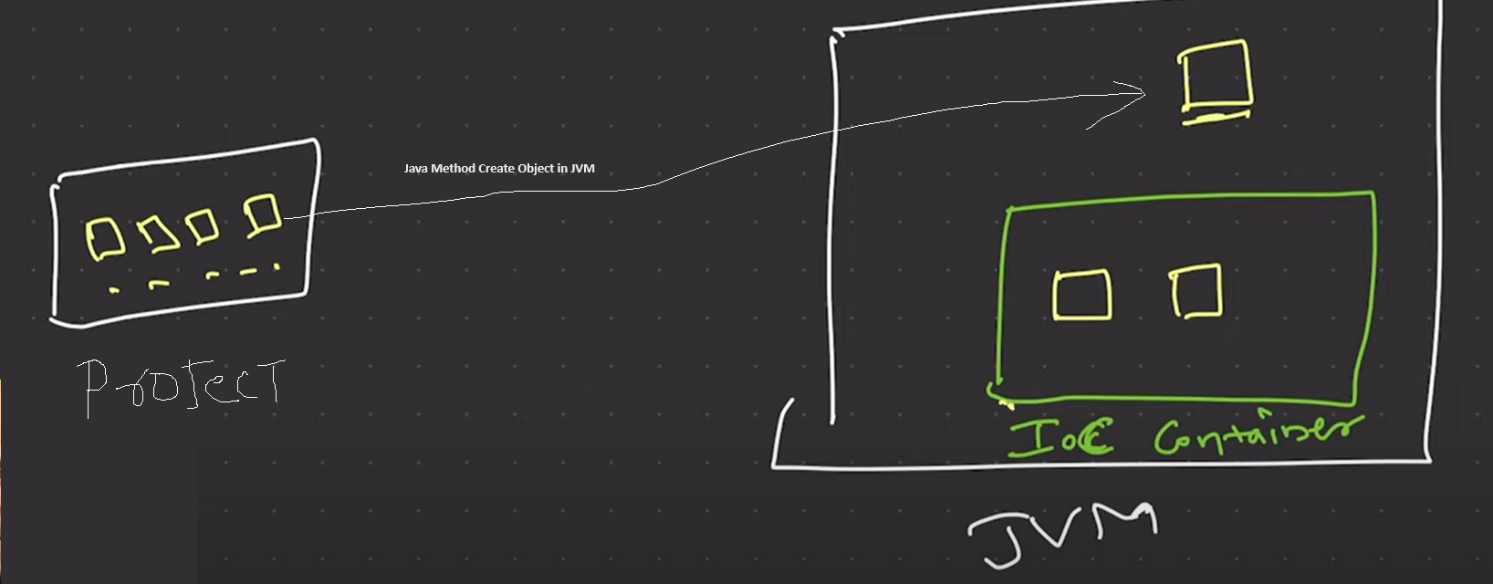 Java Method Create Object in JVM
Project
IoC Container
JVM